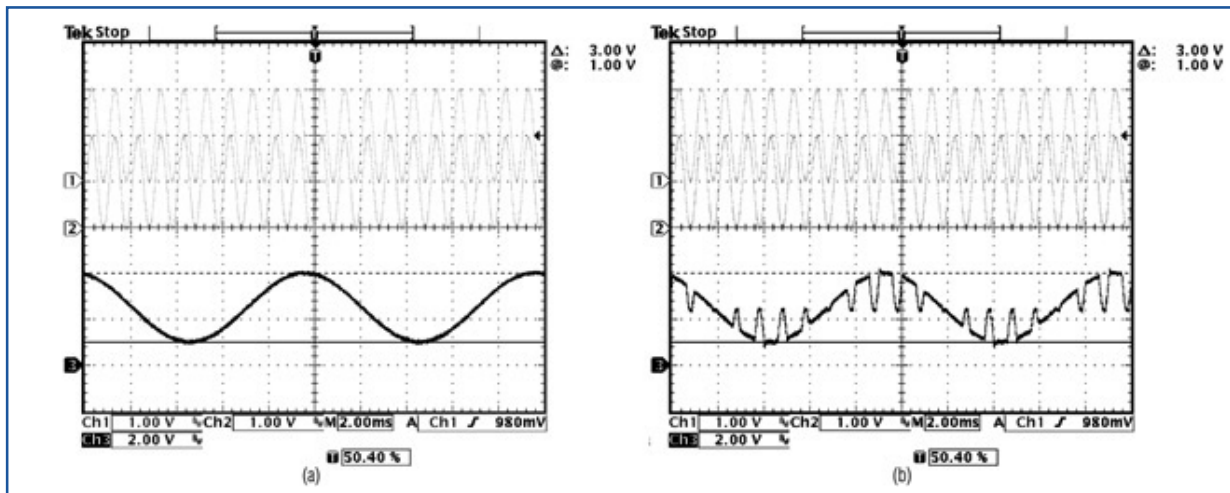 Tek Stop
T
Δ: 3.00 V
@: 1.00 V
1
2
3
Ch1 1.00 V Ch2 1.00 V M 2.00ms A Ch1 980mV
Ch3 2.00 V
T 50.40 %
(a)
Tek Stop
T
Δ: 3.00 V
@: 1.00 V
1
2
3
Ch1 1.00 V Ch2 1.00 V M 2.00ms A Ch1 980mV
Ch3 2.00 V
T 50.40 %
(b)